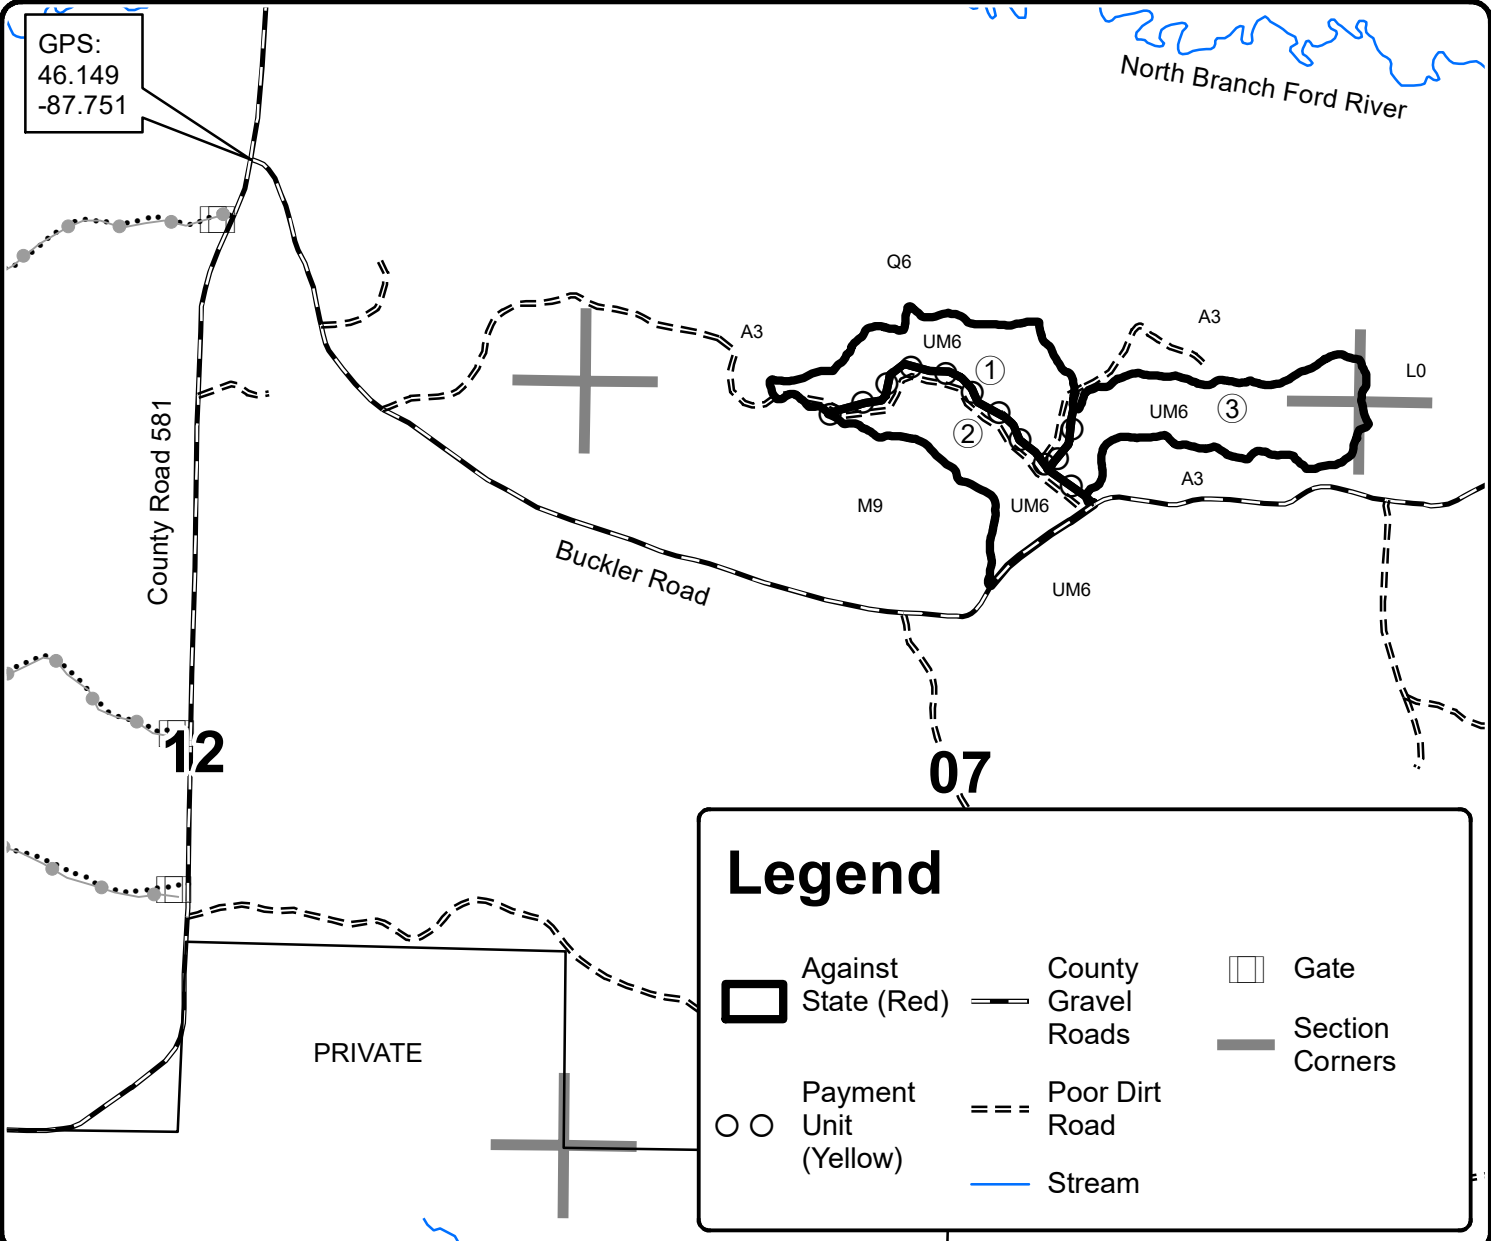 GPS:
46.149
-87.751
North Branch Ford River
Q6
A3
A3
UM6
1
L0
UM6
3
2
A3
M9
UM6
County Road 581
Buckler Road
UM6
12
07
Legend
Against
State (Red)
County
Gravel
Roads
Gate
Section
Corners
Payment
Unit
(Yellow)
Poor Dirt
Road
Stream
PRIVATE